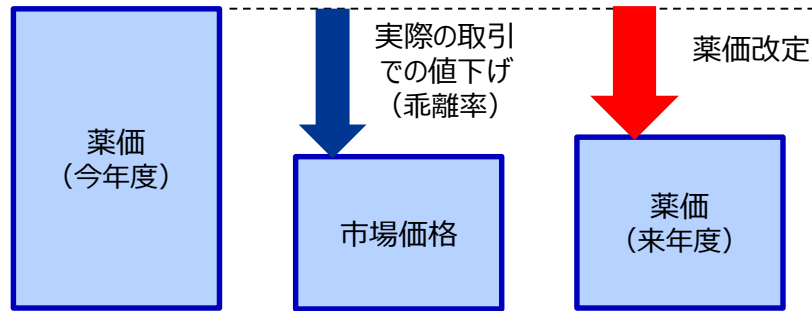 薬価
（今年度）
実際の取引
での値下げ
（乖離率）
市場価格
薬価改定
薬価
（来年度）